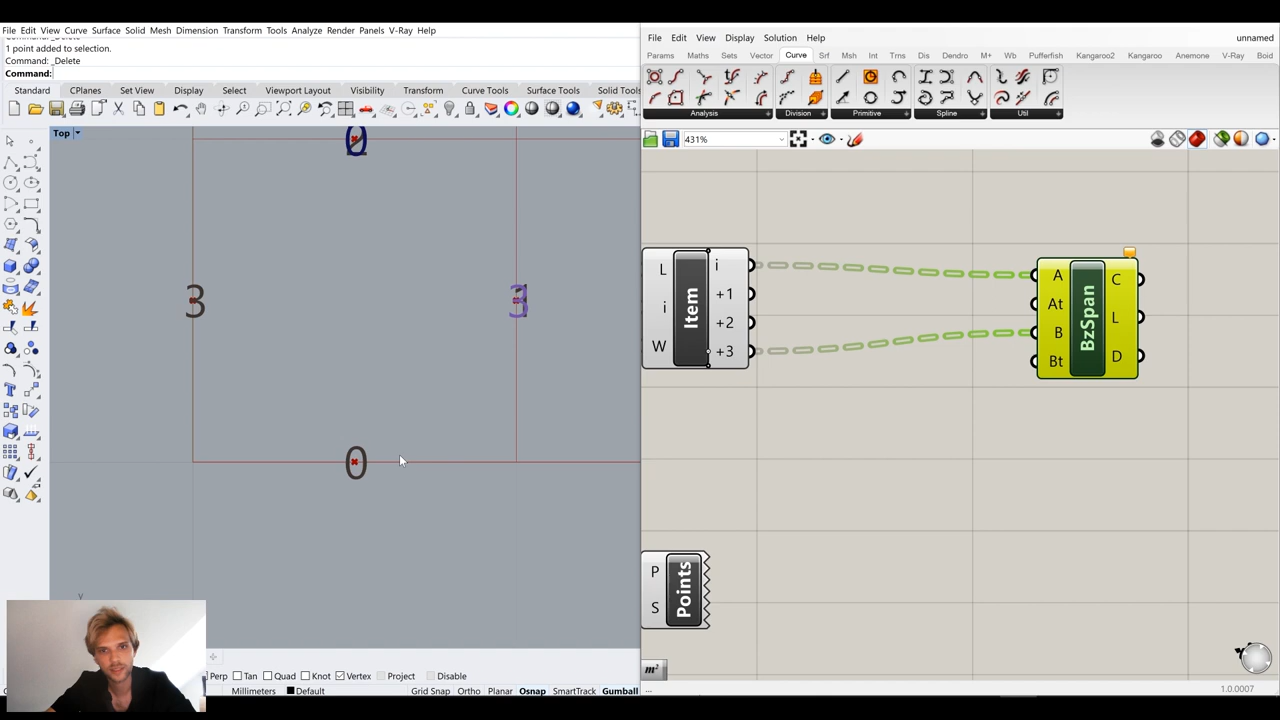 File Edit View Curve Surface Solid Mesh Dimension Transform Tools Analyze Render Panels V-Ray Help
1 point added to selection.
Command: _Delete
Command:
Standard CPlanes Set View Display Select Viewport Layout Visibility Transform Curve Tools Surface Tools Solid Tools
Top
3
0
Perp Tan Quad Knot Vertex Project Disable
Millimeters Default Grid Snap Ortho Planar Osnap SmartTrack Gumball
File Edit View Display Solution Help unnamed
Params Maths Sets Vector Curve Srf Msh Int Trns Dis Dendro M+ Wb Pufferfish Kangaroo2 Kangaroo Anemone V-Ray Boid
Analysis Division Primitive Spline Util
431%
L
i
W
Item
i
+1
+2
+3
A
At
B
Bt
BzSpan
C
L
D
P
S
Points
m²
1.0.0007